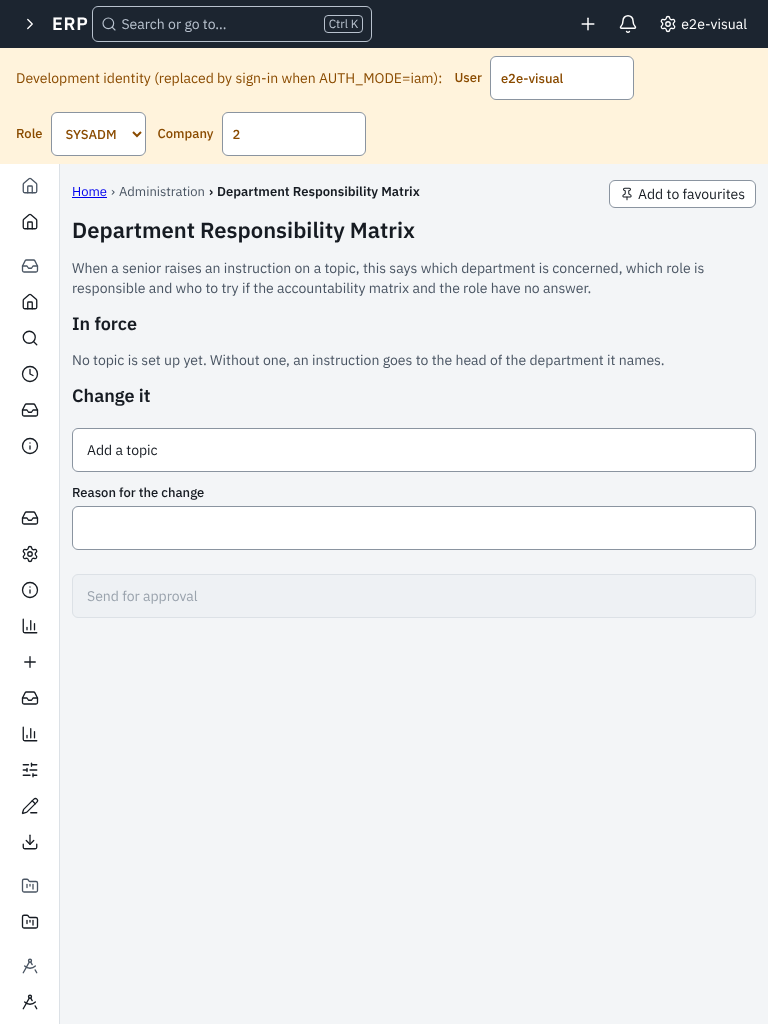 ERP
Search or go to...
Ctrl K
e2e-visual
Development identity (replaced by sign-in when AUTH_MODE=iam):
User
e2e-visual
Role
SYSADM
Company
2
Home › Administration › Department Responsibility Matrix
Add to favourites
Department Responsibility Matrix
When a senior raises an instruction on a topic, this says which department is concerned, which role is
responsible and who to try if the accountability matrix and the role have no answer.
In force
No topic is set up yet. Without one, an instruction goes to the head of the department it names.
Change it
Add a topic
Reason for the change
Send for approval